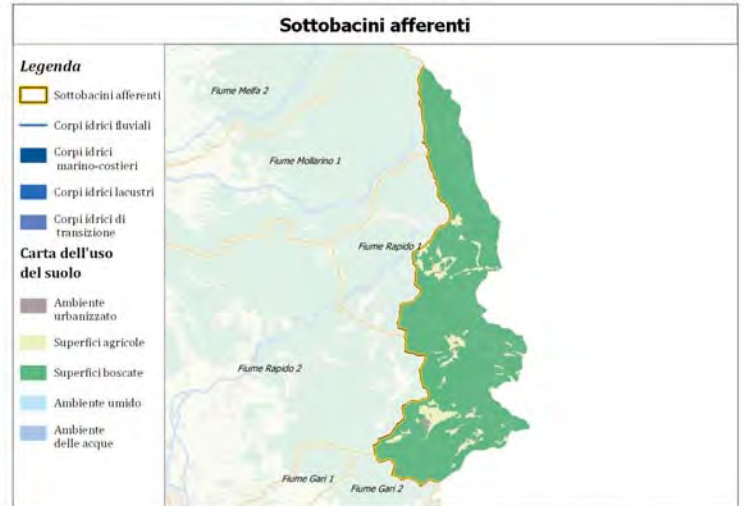 Sottobacini afferenti
Legenda
Sottobacini afferenti
Corpi idrici fluviali
Corpi idrici
marino-costieri
Corpi idrici lacustri
Corpi idrici di
transizione
Carta dell'uso
del suolo
Ambiente
urbanizzato
Superfici agricole
Superfici boscate
Ambiente umido
Ambiente
delle acque
Fiume Melfa 2
Fiume Mollarino 1
Fiume Rapido 1
Fiume Rapido 2
Fiume Gari 1
Fiume Gari 2